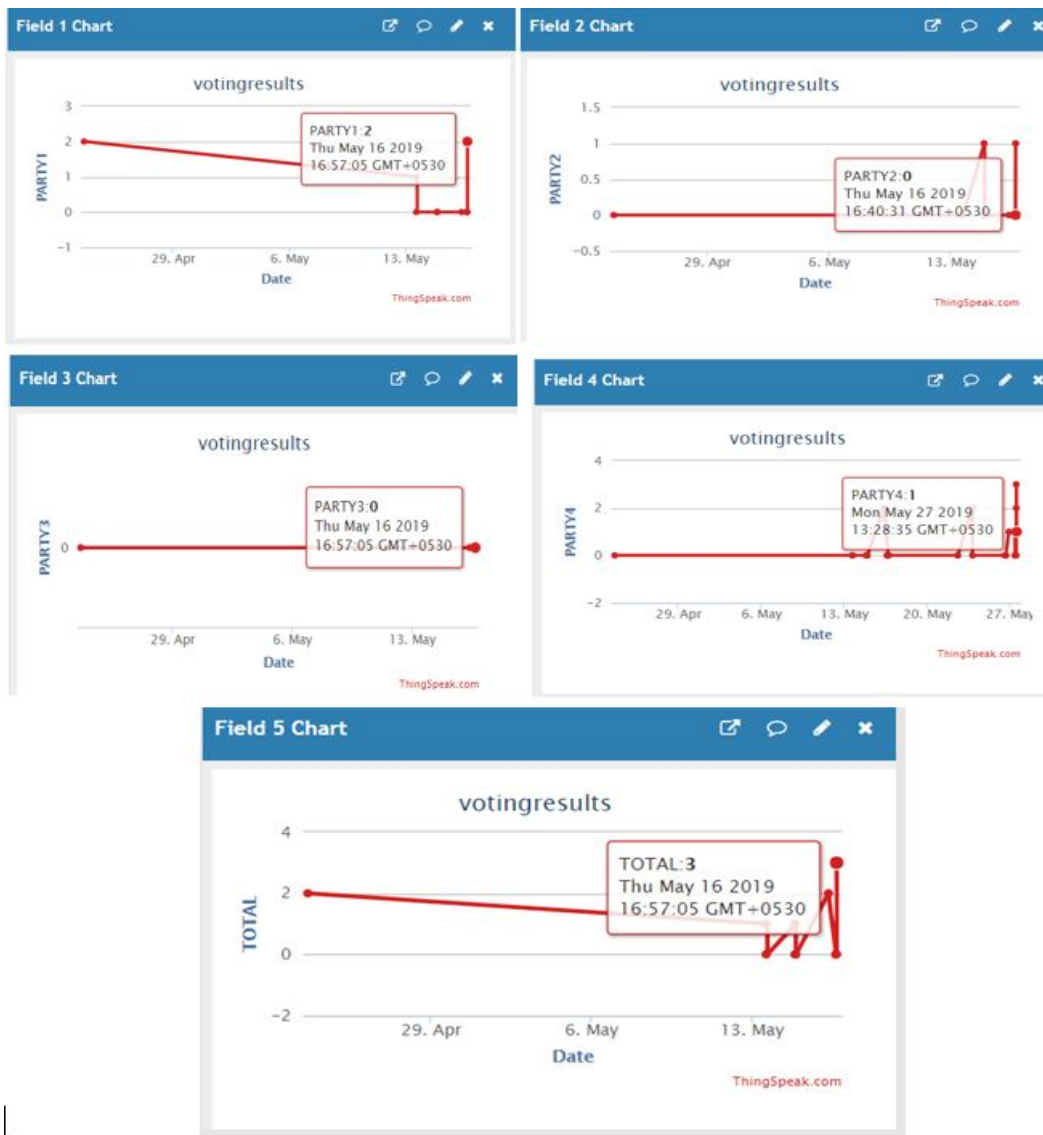 Field 1 Chart
votingresults
3
2
1
0
-1
PARTY1
PARTY1:2
Thu May 16 2019
16:57:05 GMT+0530
29. Apr
6. May
13. May
Date
ThingSpeak.com
Field 2 Chart
votingresults
1.5
1
0.5
0
-0.5
PARTY2
PARTY2:0
Thu May 16 2019
16:40:31 GMT+0530
29. Apr
6. May
13. May
Date
ThingSpeak.com
Field 3 Chart
votingresults
0
PARTY3
PARTY3:0
Thu May 16 2019
16:57:05 GMT+0530
29. Apr
6. May
13. May
Date
ThingSpeak.com
Field 4 Chart
votingresults
4
2
0
-2
PARTY4
PARTY4:1
Mon May 27 2019
13:28:35 GMT+0530
29. Apr
6. May
13. May
20. May
27. May
Date
ThingSpeak.com
Field 5 Chart
votingresults
4
2
0
-2
TOTAL
TOTAL:3
Thu May 16 2019
16:57:05 GMT+0530
29. Apr
6. May
13. May
Date
ThingSpeak.com